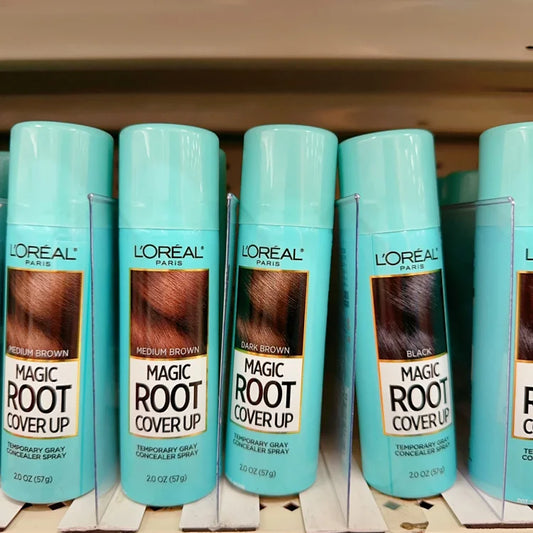 L'ORÉAL
PARIS
MEDIUM BROWN
MAGIC
ROOT
COVER UP
TEMPORARY GRAY
CONCEALER SPRAY
2.0 OZ (57g)
L'ORÉAL
PARIS
MEDIUM BROWN
MAGIC
ROOT
COVER UP
TEMPORARY GRAY
CONCEALER SPRAY
2.0 OZ (57g)
L'ORÉAL
PARIS
DARK BROWN
MAGIC
ROOT
COVER UP
TEMPORARY GRAY
CONCEALER SPRAY
2.0 OZ (57g)
L'ORÉAL
PARIS
BLACK
MAGIC
ROOT
COVER UP
TEMPORARY GRAY
CONCEALER SPRAY
2.0 OZ (57g)